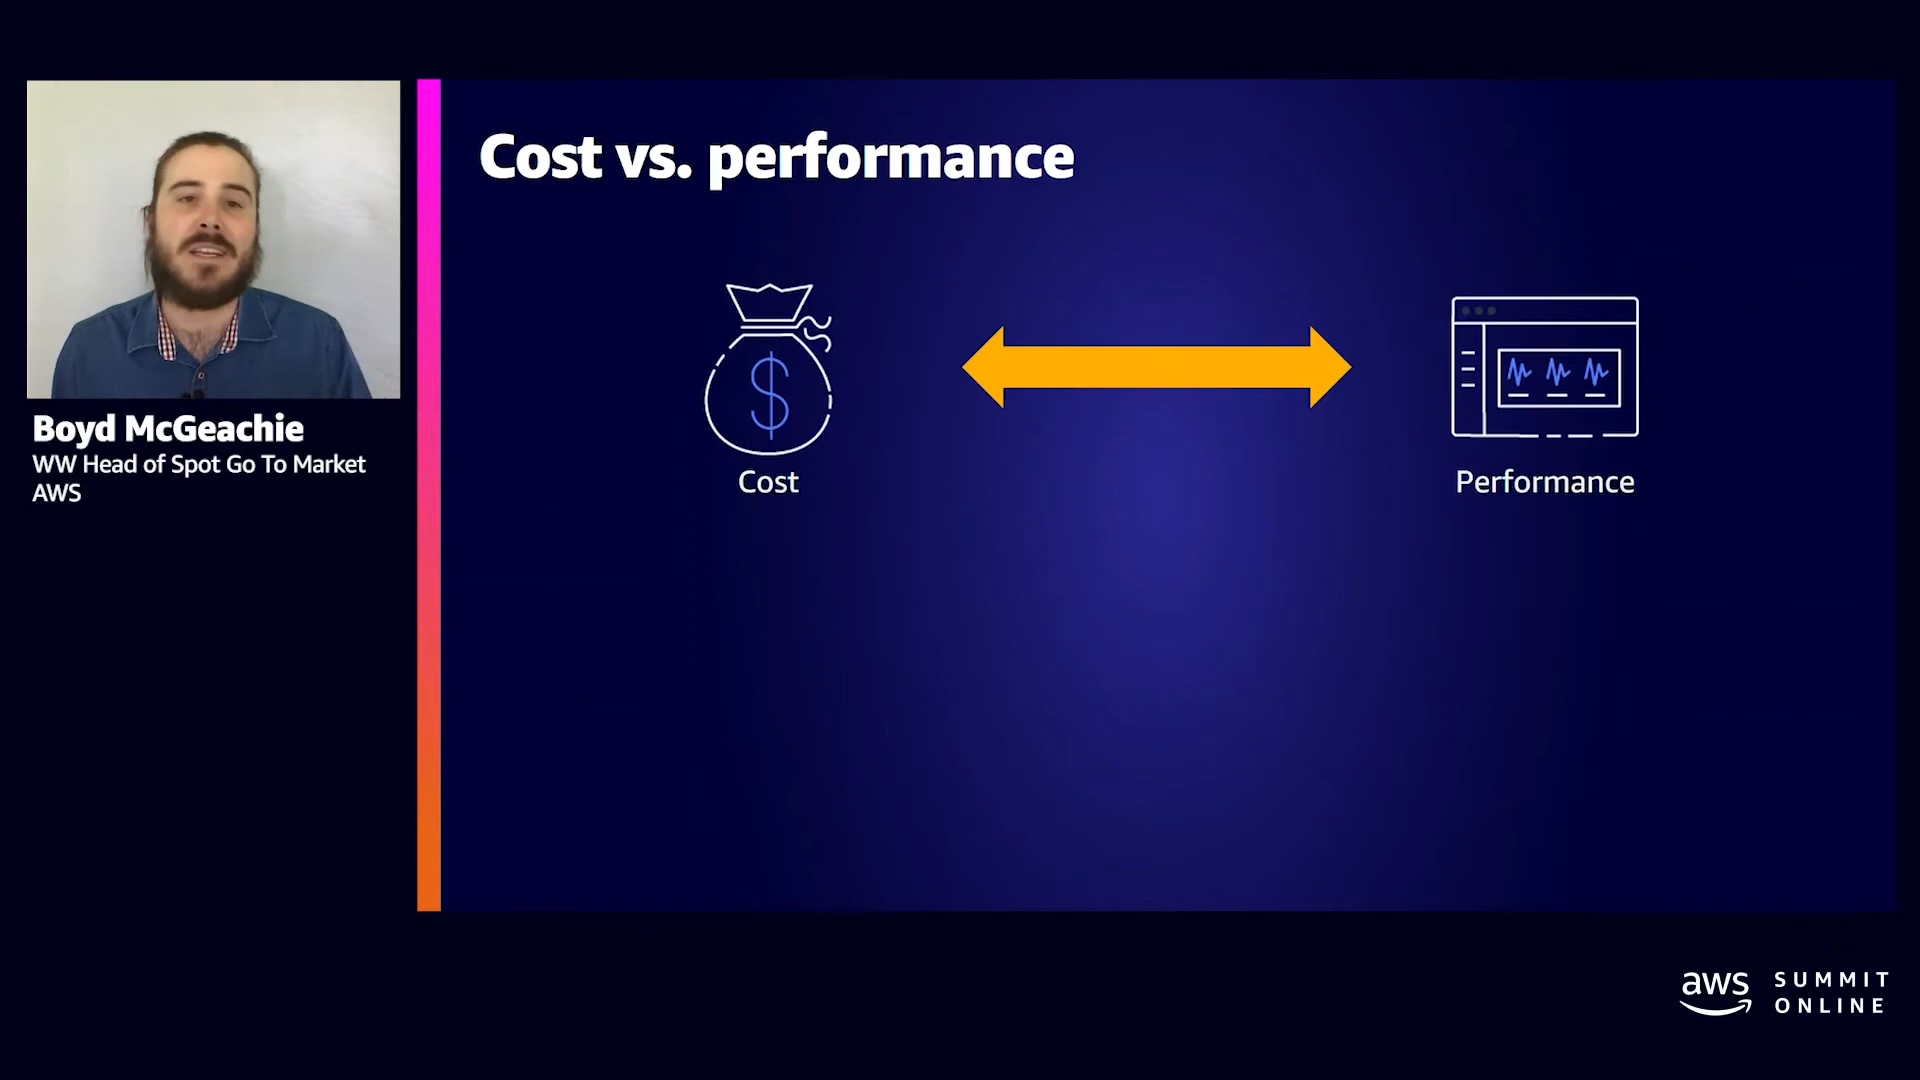 Cost vs. performance
Boyd McGeachie
WW Head of Spot Go To Market
AWS
$
Cost
Performance
aws
SUMMIT
ONLINE